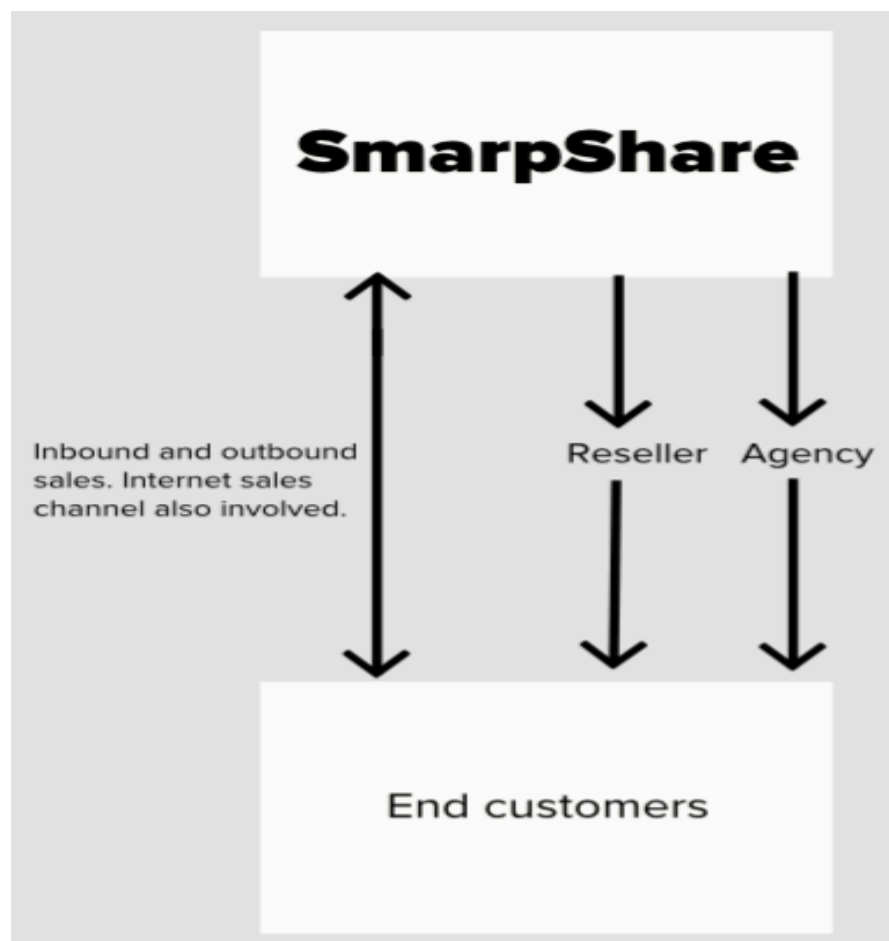 SmarpShare
Inbound and outbound
sales. Internet sales
channel also involved.
Reseller
Agency
End customers